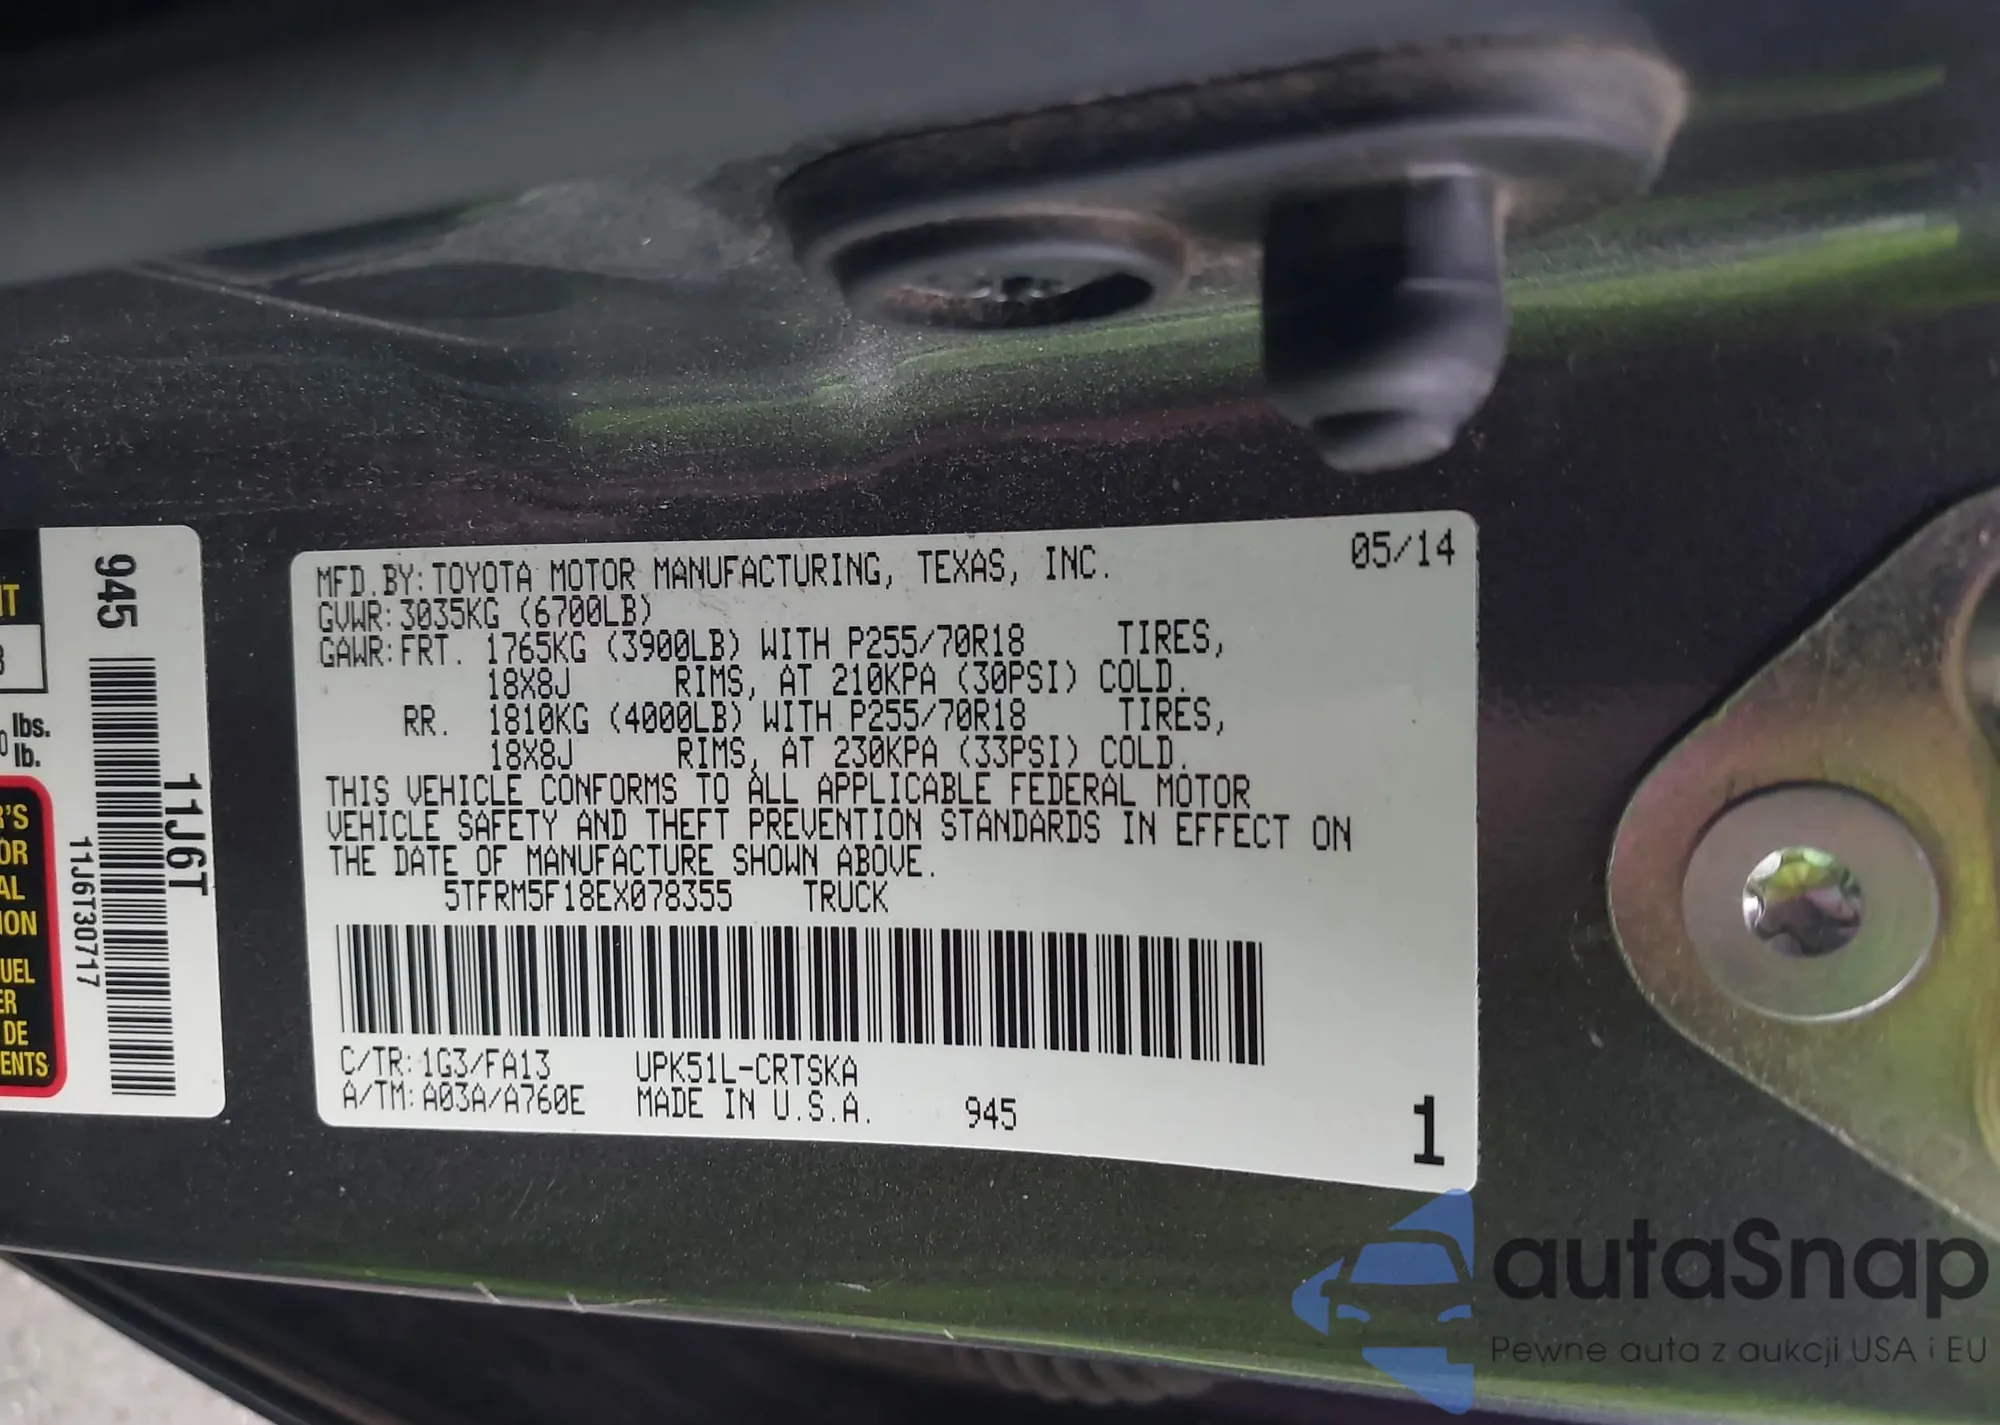 MFD.BY:TOYOTA MOTOR MANUFACTURING, TEXAS, INC. 05/14
GVWR:3035KG (6700LB)
GAWR:FRT. 1765KG (3900LB) WITH P255/70R18 TIRES,
18X8J RIMS, AT 210KPA (30PSI) COLD.
RR. 1810KG (4000LB) WITH P255/70R18 TIRES,
18X8J RIMS, AT 230KPA (33PSI) COLD.
THIS VEHICLE CONFORMS TO ALL APPLICABLE FEDERAL MOTOR
VEHICLE SAFETY AND THEFT PREVENTION STANDARDS IN EFFECT ON
THE DATE OF MANUFACTURE SHOWN ABOVE.
5TFRM5F18EX078355 TRUCK
C/TR:1G3/FA13 UPK51L-CRTSKA
A/TM:A03A/A760E MADE IN U.S.A. 945
1
945
11J6T
11J6T30717
lbs.
lb.
DE
autaSnap
Pewne auta z aukcji USA i EU